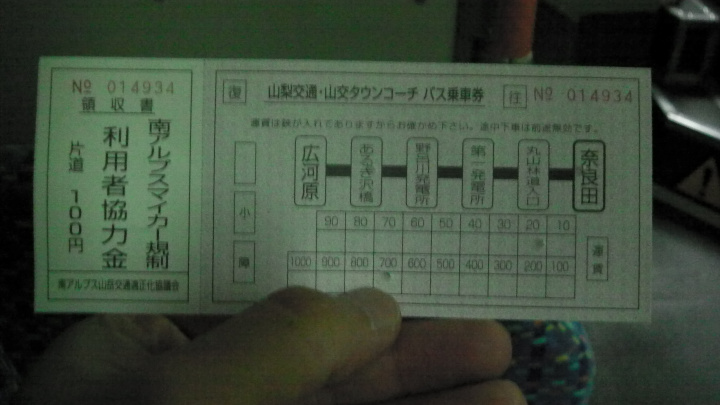 № 014934
領収書
南アルプスマイカー規制
利用者協力金
片道 100円
南アルプス山岳交通適正化協議会
復 山梨交通・山交タウンコーチ バス乗車券 往 № 014934
運賃は鋏が入れてありますからお確かめ下さい。途中下車は前途無効です。
広河原 あるき沢橋 野呂川発電所 第一発電所 丸山林道入口 奈良田
小
障
90 80 70 60 50 40 30 20 10
1000 900 800 700 600 500 400 300 200 100
運賃